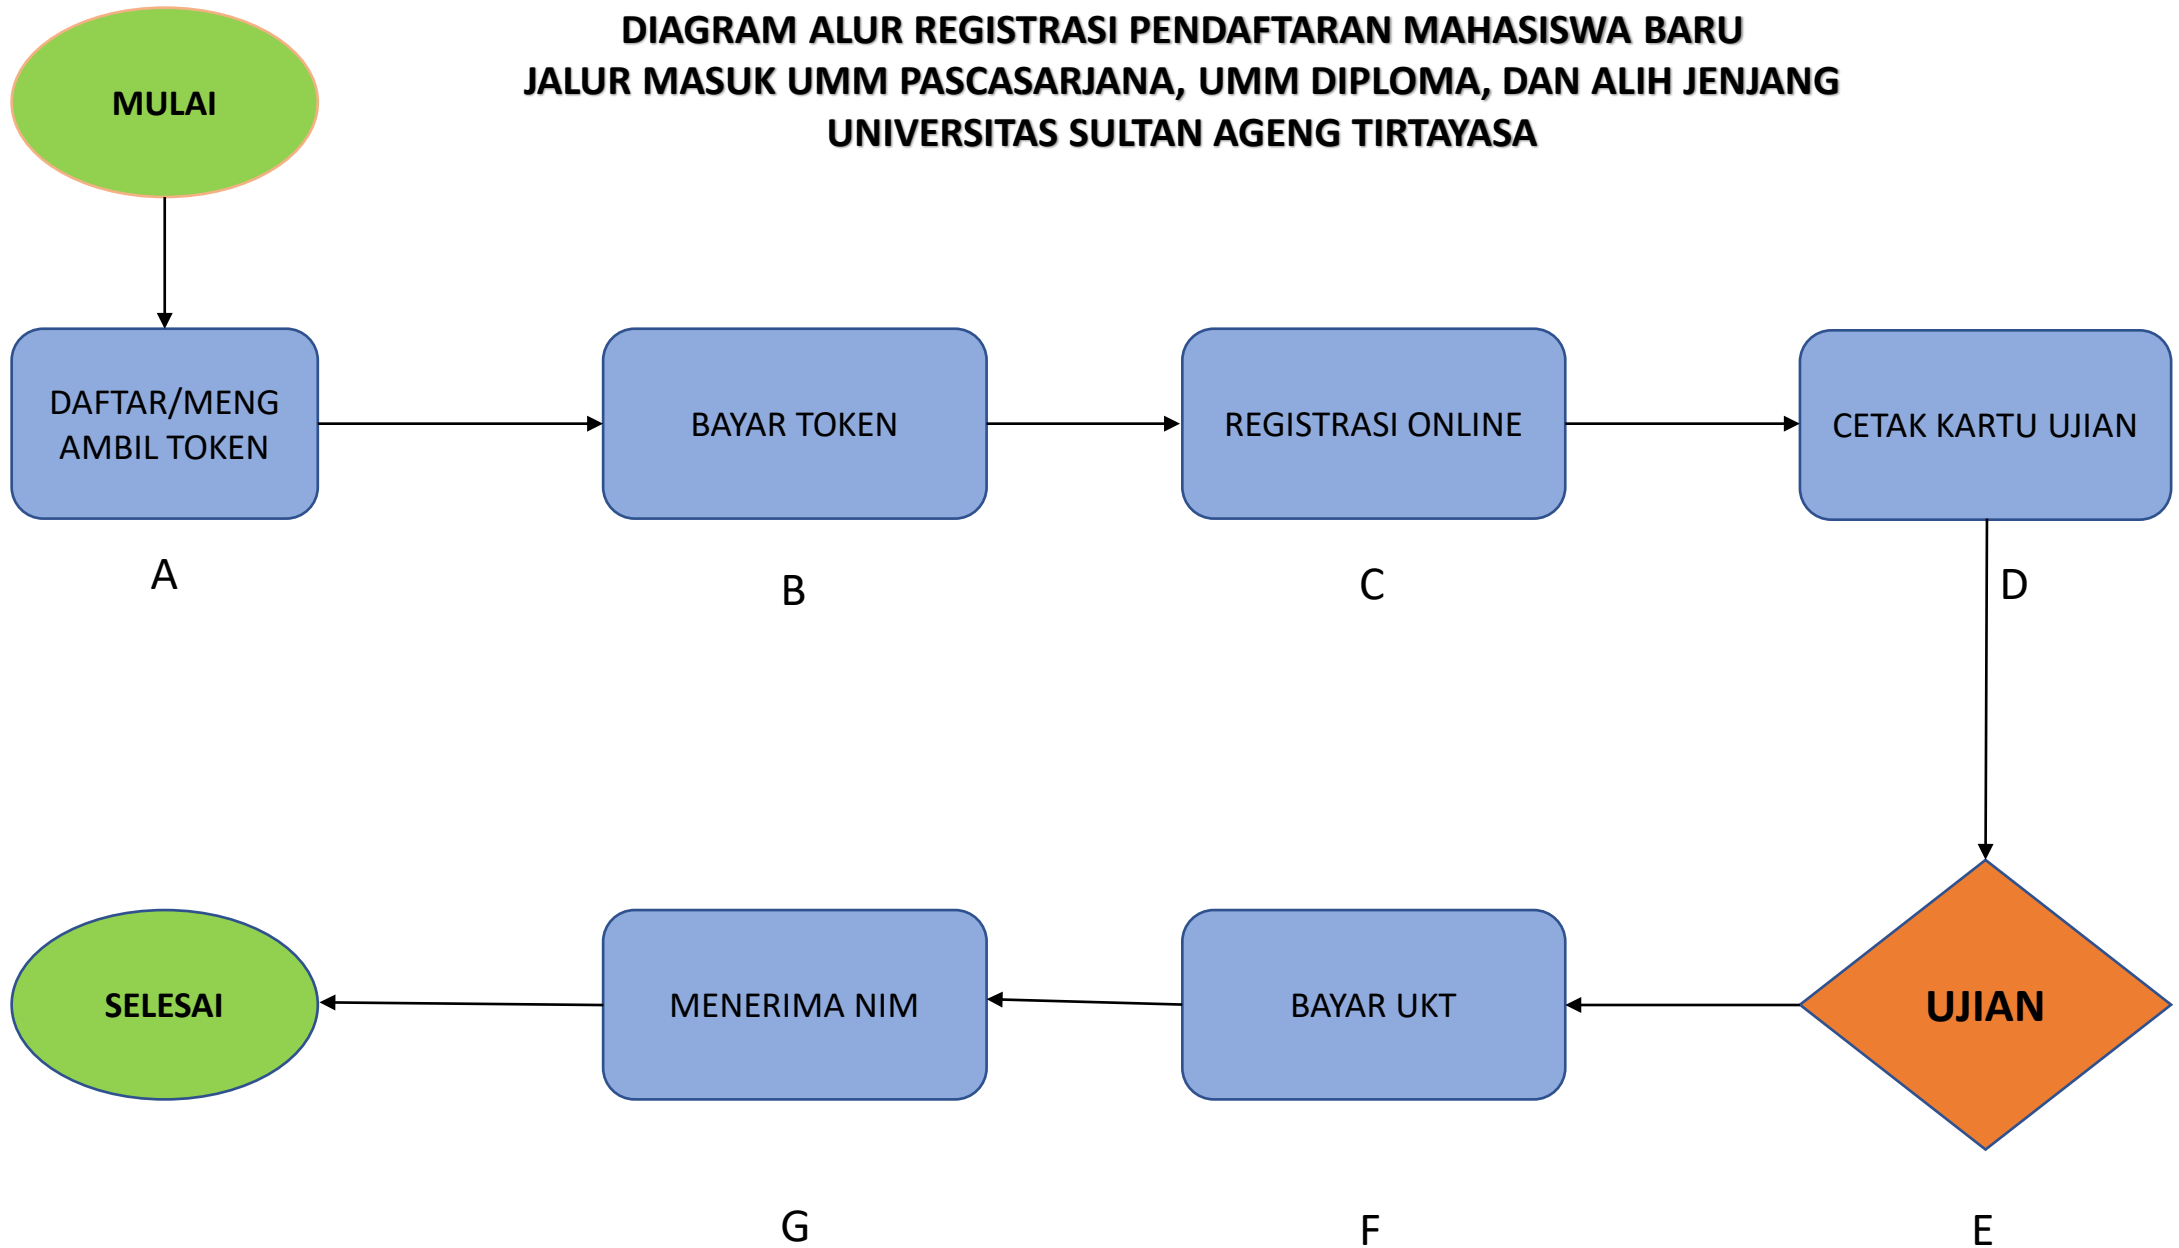 DIAGRAM ALUR REGISTRASI PENDAFTARAN MAHASISWA BARU
JALUR MASUK UMM PASCASARJANA, UMM DIPLOMA, DAN ALIH JENJANG
UNIVERSITAS SULTAN AGENG TIRTAYASA
MULAI
DAFTAR/MENG
AMBIL TOKEN
BAYAR TOKEN
REGISTRASI ONLINE
CETAK KARTU UJIAN
A
B
C
D
SELESAI
MENERIMA NIM
BAYAR UKT
UJIAN
G
F
E